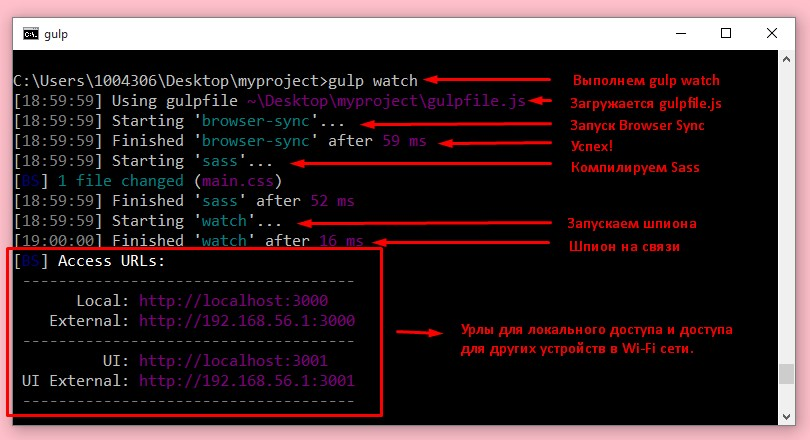 gulp
C:\Users\1004306\Desktop\myproject>gulp watch
Выполнем gulp watch
[18:59:59] Using gulpfile ~\Desktop\myproject\gulpfile.js
Загружается gulpfile.js
[18:59:59] Starting 'browser-sync'...
Запуск Browser Sync
[18:59:59] Finished 'browser-sync' after 59 ms
Успех!
[18:59:59] Starting 'sass'...
Компилируем Sass
[BS] 1 file changed (main.css)
[18:59:59] Finished 'sass' after 52 ms
[18:59:59] Starting 'watch'...
Запускаем шпиона
[19:00:00] Finished 'watch' after 16 ms
Шпион на связи
[BS] Access URLs:
-------------------------------------
Local: http://localhost:3000
External: http://192.168.56.1:3000
-------------------------------------
UI: http://localhost:3001
UI External: http://192.168.56.1:3001
-------------------------------------
Урлы для локального доступа и доступа
для других устройств в Wi-Fi сети.